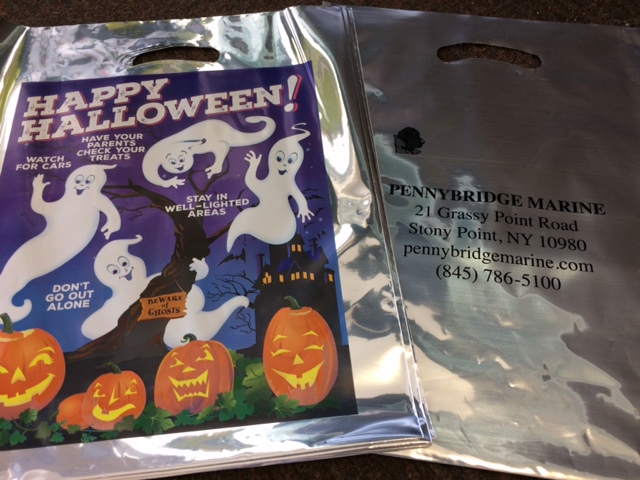 HAPPY
HALLOWEEN!
HAVE YOUR
PARENTS
CHECK YOUR
TREATS
WATCH
FOR CARS
STAY IN
WELL-LIGHTED
AREAS
DON'T
GO OUT
ALONE
BEWARE
of
GHOSTS
PENNYBRIDGE MARINE
21 Grassy Point Road
Stony Point, NY 10980
pennybridgemarine.com
(845) 786-5100